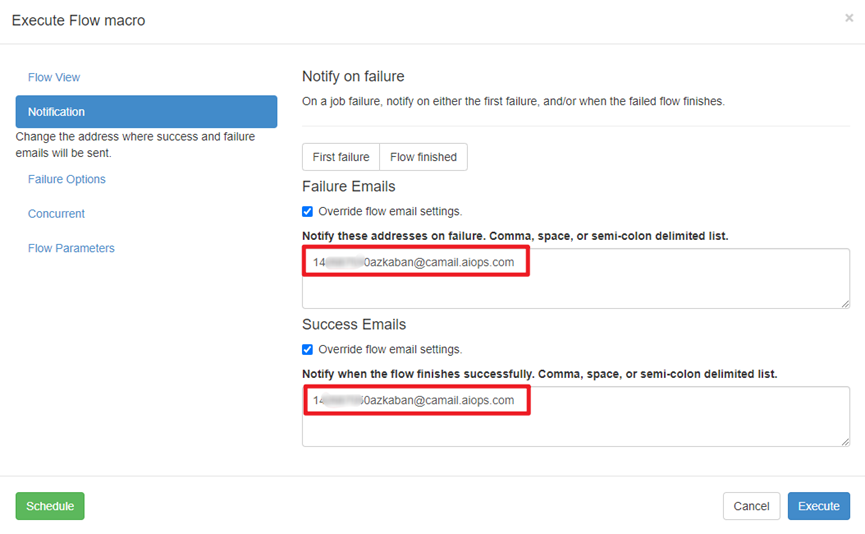 Execute Flow macro
×
Flow View
Notification
Change the address where success and failure
emails will be sent.
Failure Options
Concurrent
Flow Parameters
Notify on failure
On a job failure, notify on either the first failure, and/or when the failed flow finishes.
First failure
Flow finished
Failure Emails
Override flow email settings.
Notify these addresses on failure. Comma, space, or semi-colon delimited list.
0azkaban@camail.aiops.com
Success Emails
Override flow email settings.
Notify when the flow finishes successfully. Comma, space, or semi-colon delimited list.
0azkaban@camail.aiops.com
Schedule
Cancel
Execute